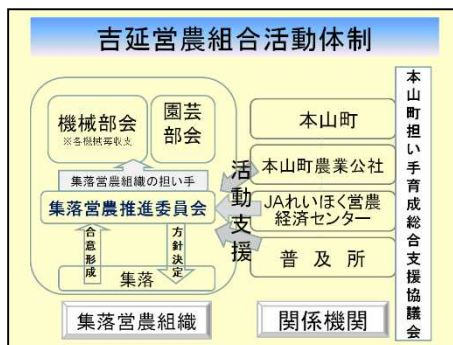 吉延営農組合活動体制
機械部会
※各機械毎収支
園芸
部会
集落営農組織の担い手
集落営農推進委員会
合意形成
方針決定
集落
集落営農組織
活動支援
本山町
本山町農業公社
JAれいほく営農
経済センター
普及所
関係機関
本山町担い手育成総合支援協議会